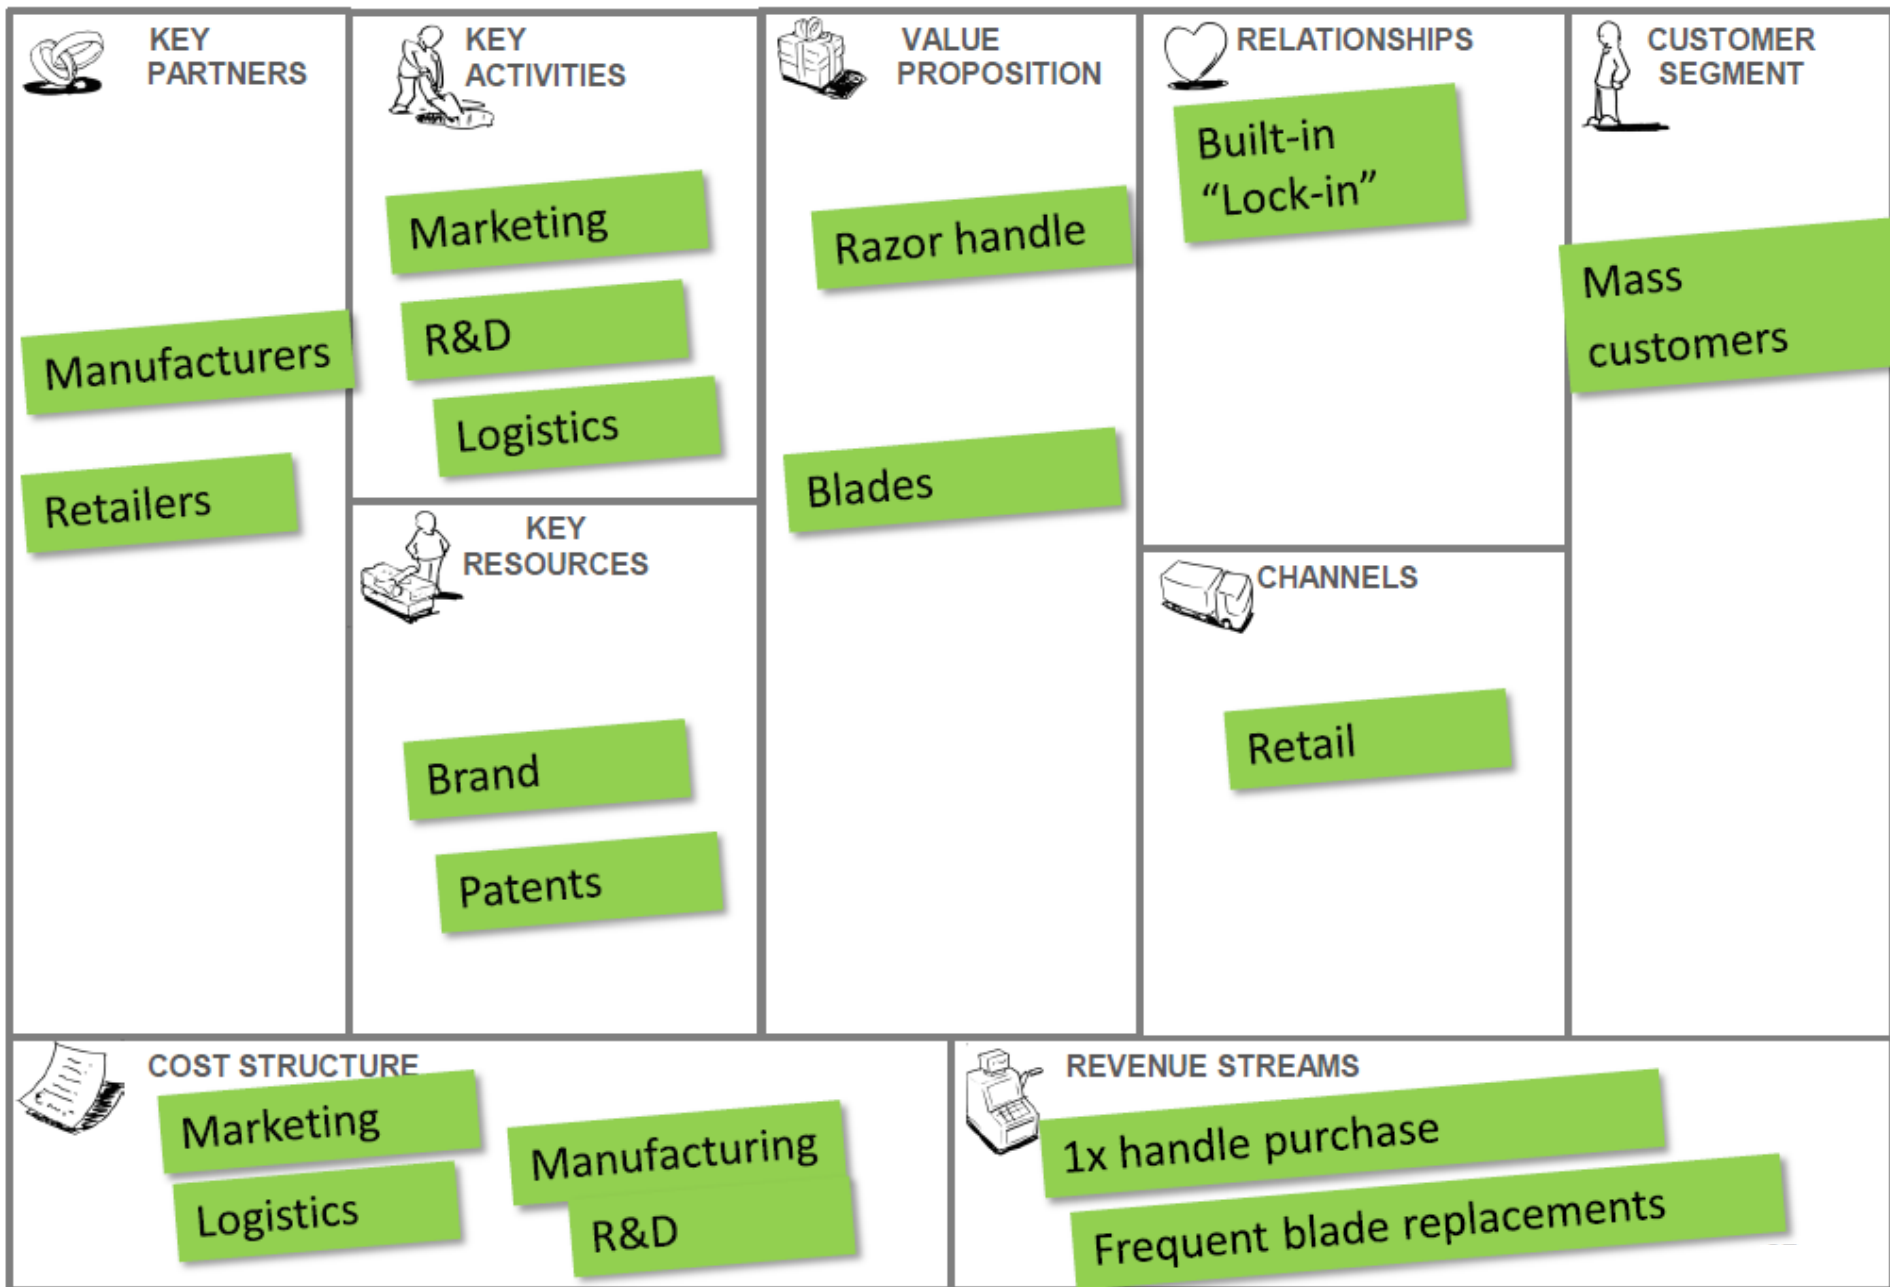 KEY
PARTNERS
Manufacturers
Retailers
KEY
ACTIVITIES
Marketing
R&D
Logistics
KEY
RESOURCES
Brand
Patents
VALUE
PROPOSITION
Razor handle
Blades
RELATIONSHIPS
Built-in
“Lock-in”
CHANNELS
Retail
CUSTOMER
SEGMENT
Mass
customers
COST STRUCTURE
Marketing
Logistics
Manufacturing
R&D
REVENUE STREAMS
1x handle purchase
Frequent blade replacements